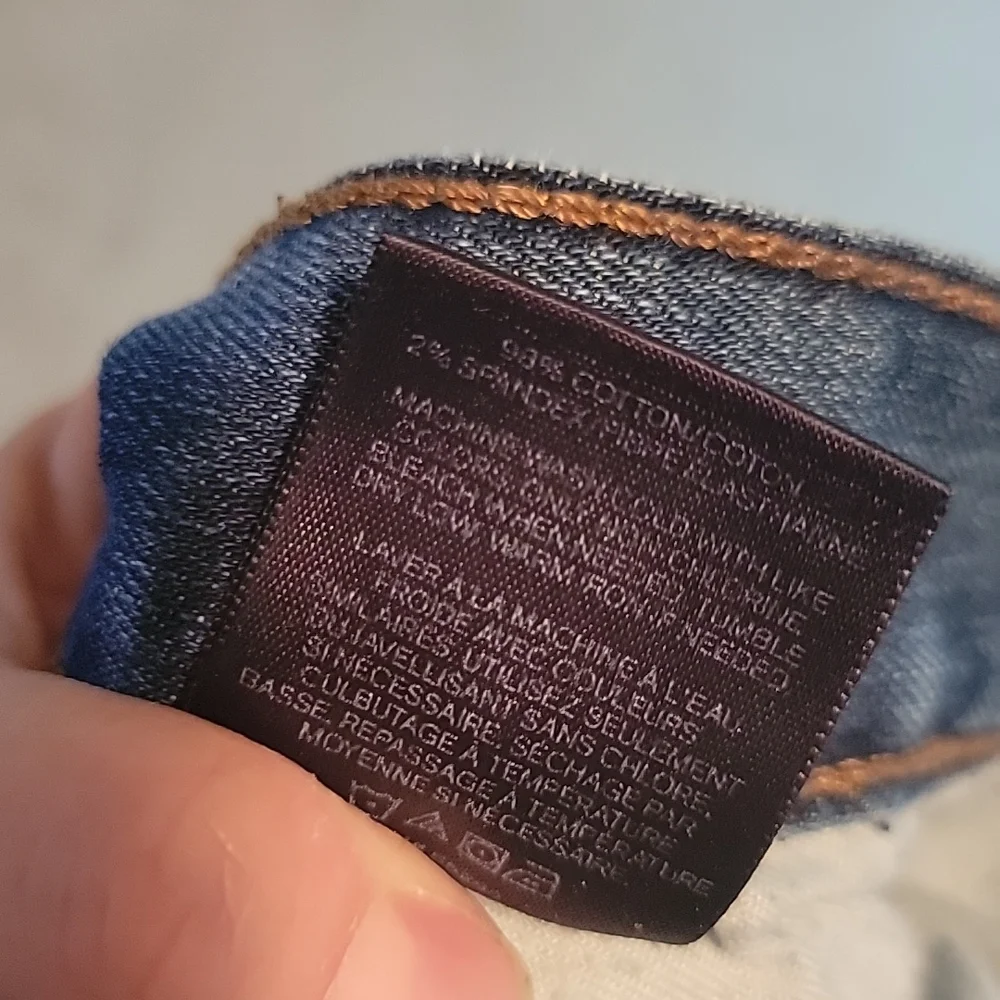 98% COTTON/COTON
2% SPANDEX/FIBRE ELASTHANNE
MACHINE WASH COLD WITH LIKE
COLORS. ONLY NON-CHLORINE
BLEACH WHEN NEEDED. TUMBLE
DRY LOW. WARM IRON IF NEEDED
LAVER À LA MACHINE À L'EAU
FROIDE AVEC COULEURS
SIMILAIRES. UTILISEZ SEULEMENT
UN JAVELLISANT SANS CHLORE
SI NÉCESSAIRE. SÉCHAGE PAR
CULBUTAGE À TEMPÉRATURE
BASSE. REPASSAGE À TEMPÉRATURE
MOYENNE SI NÉCESSAIRE